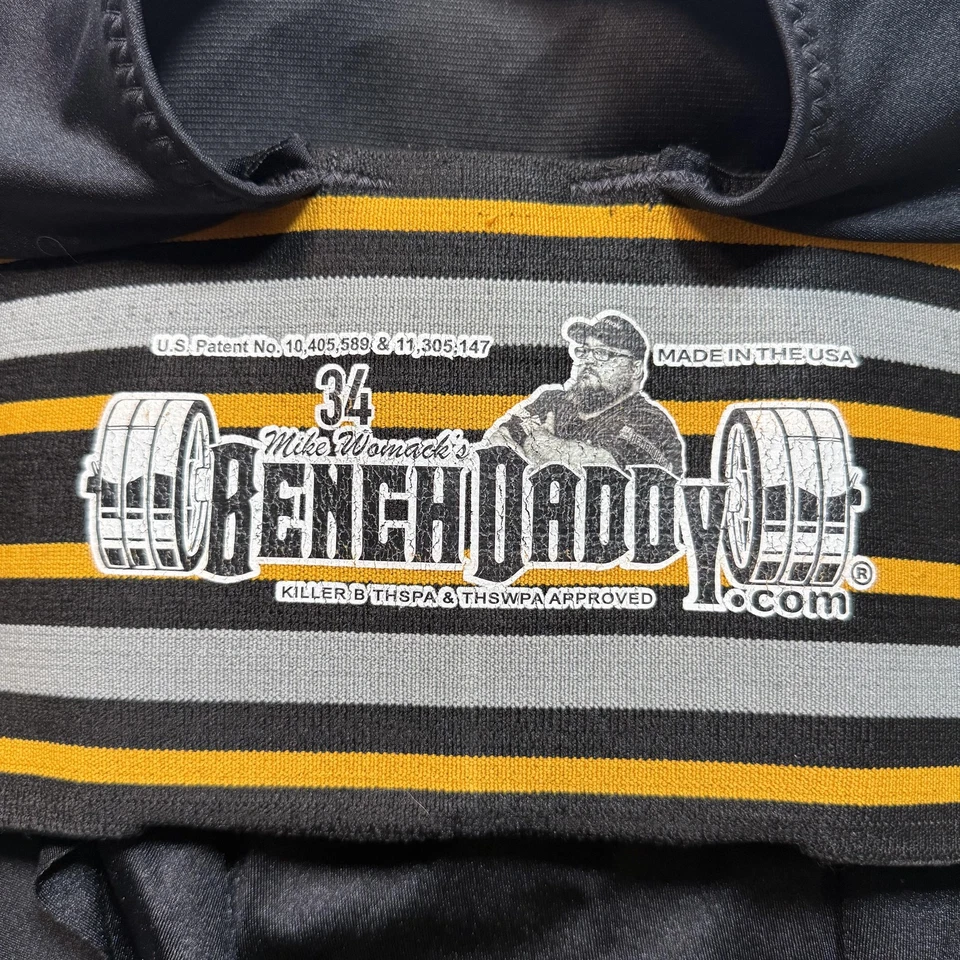 U.S. Patent No. 10,405,589 & 11,305,147
MADE IN THE USA
34
Mike Womack's
BENCHDADDY
.com®
KILLER B THSPA & THSWPA APPROVED